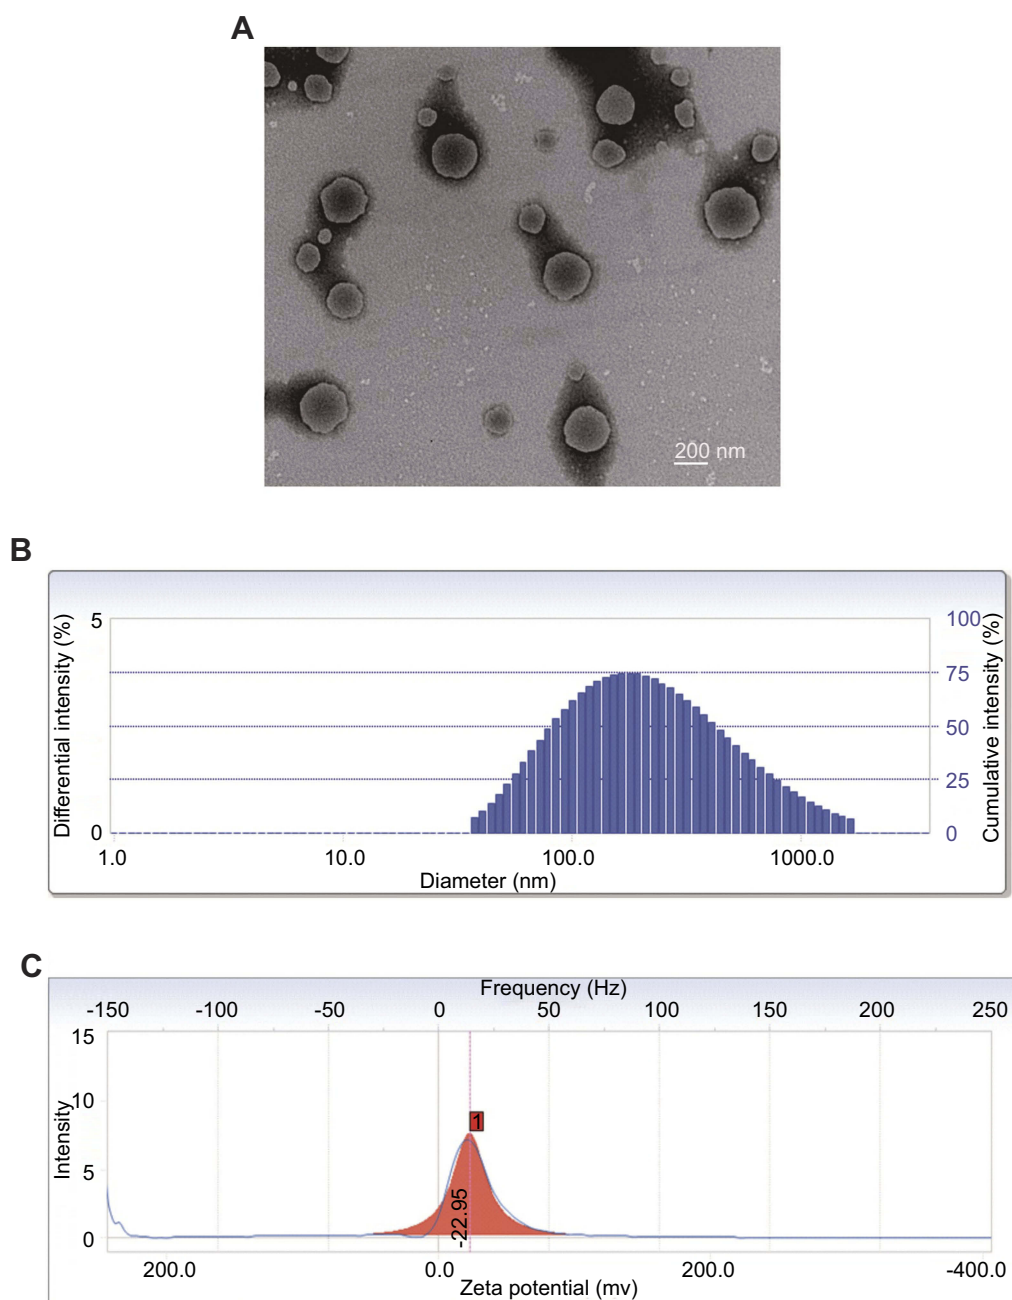 A
200 nm
B
Differential intensity (%)
5
0
100
75
50
25
0
Cumulative intensity (%)
1.0 10.0 100.0 1000.0
Diameter (nm)
C
Frequency (Hz)
-150 -100 -50 0 50 100 150 200 250
Intensity
15
10
5
0
1
-22.95
200.0 0.0 200.0 -400.0
Zeta potential (mv)